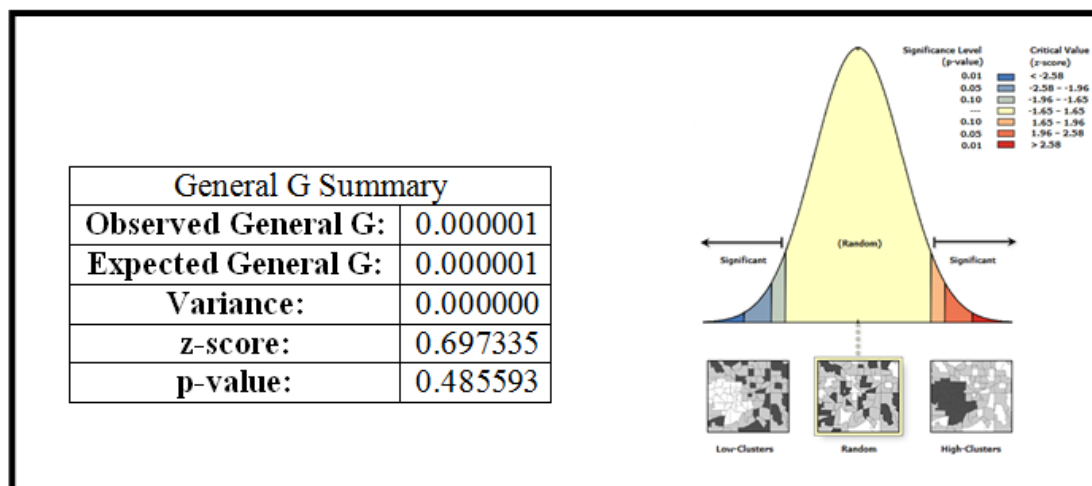 General G Summary
Observed General G: 0.000001
Expected General G: 0.000001
Variance: 0.000000
z-score: 0.697335
p-value: 0.485593
Significance Level Critical Value
(p-value) (z-score)
0.01 < -2.58
0.05 -2.58 – -1.96
0.10 -1.96 – -1.65
--- -1.65 – 1.65
0.10 1.65 – 1.96
0.05 1.96 – 2.58
0.01 > 2.58
(Random)
Significant Significant
Low-Clusters Random High-Clusters